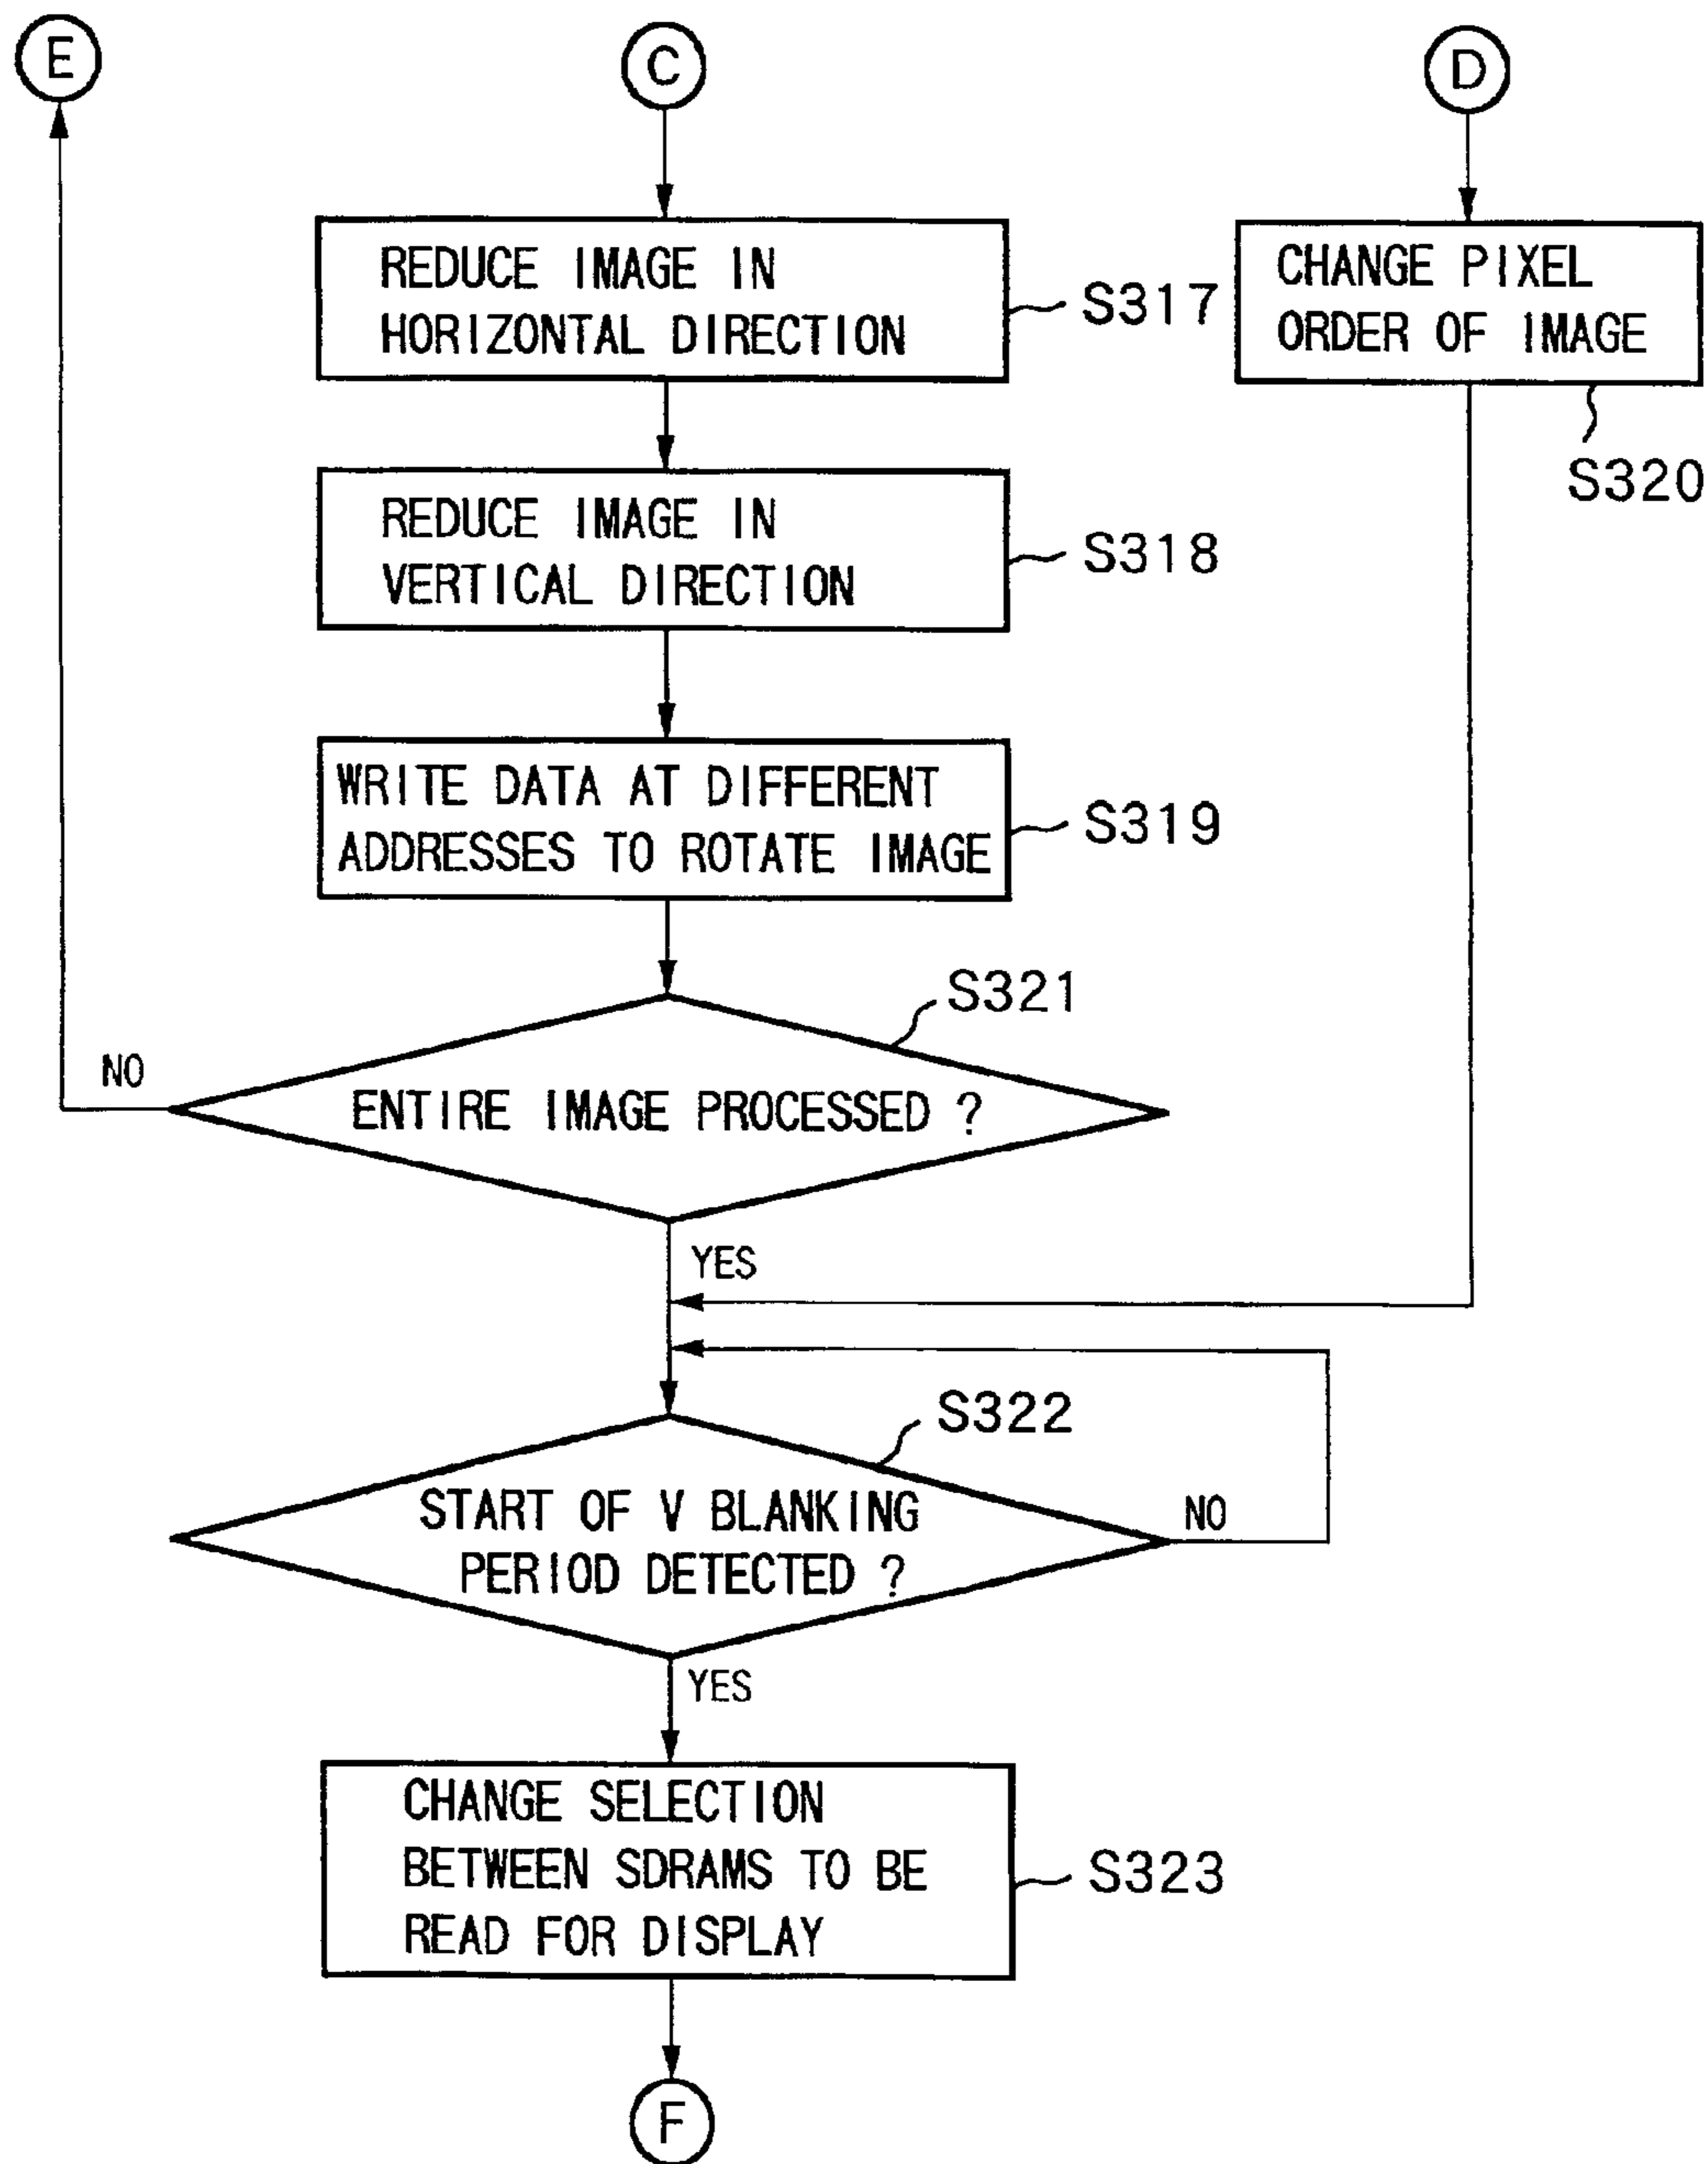 E
C
D
REDUCE IMAGE IN
HORIZONTAL DIRECTION
S317
CHANGE PIXEL
ORDER OF IMAGE
S320
REDUCE IMAGE IN
VERTICAL DIRECTION
S318
WRITE DATA AT DIFFERENT
ADDRESSES TO ROTATE IMAGE
S319
S321
NO
ENTIRE IMAGE PROCESSED ?
YES
S322
START OF V BLANKING
PERIOD DETECTED ?
NO
YES
CHANGE SELECTION
BETWEEN SDRAMS TO BE
READ FOR DISPLAY
S323
F